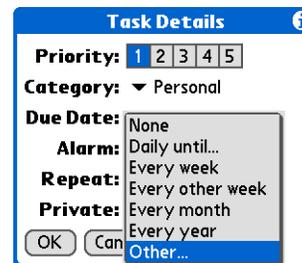 Task Details
Priority: 1 2 3 4 5
Category: Personal
Due Date:
None
Daily until...
Alarm:
Every week
Repeat:
Every other week
Private:
Every month
Every year
OK
Can
Other...